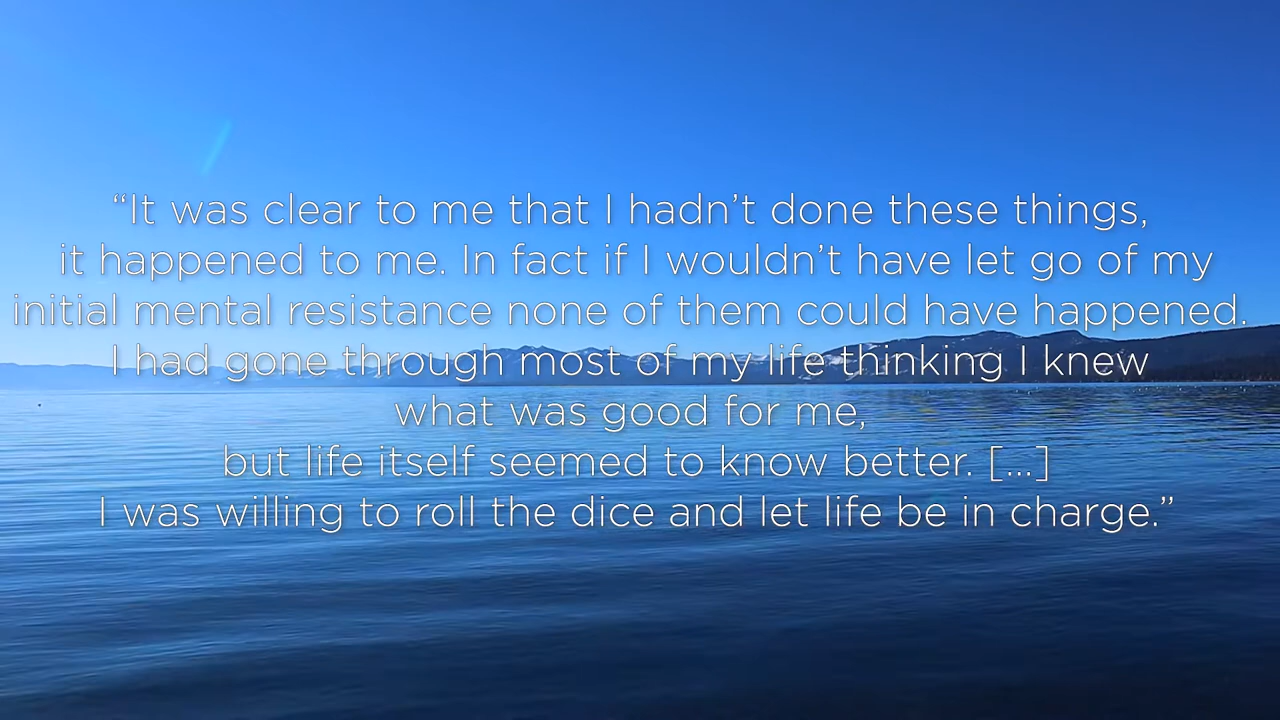 “It was clear to me that I hadn’t done these things,
it happened to me. In fact if I wouldn’t have let go of my
initial mental resistance none of them could have happened.
I had gone through most of my life thinking I knew
what was good for me,
but life itself seemed to know better. [...]
I was willing to roll the dice and let life be in charge.”